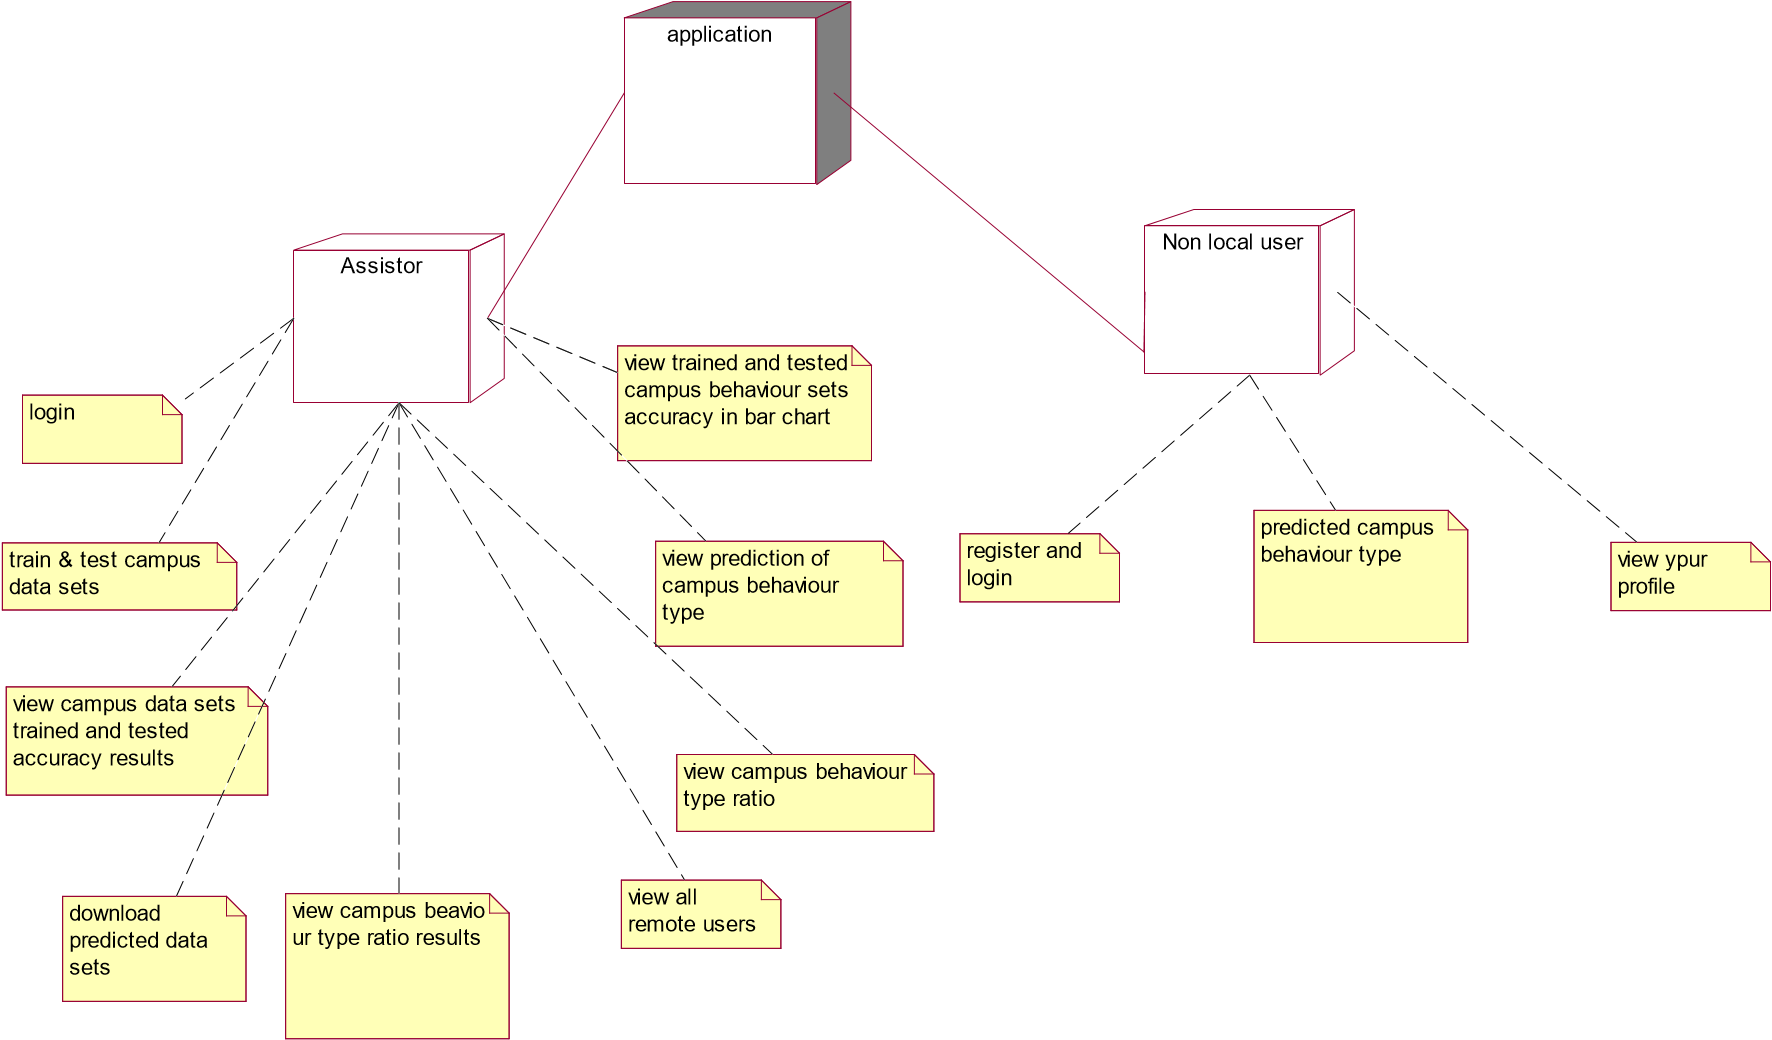 application
Non local user
Assistor
view trained and tested
campus behaviour sets
accuracy in bar chart
login
predicted campus
behaviour type
register and
login
view ypur
profile
train & test campus
data sets
view prediction of
campus behaviour
type
view campus data sets
trained and tested
accuracy results
view campus behaviour
type ratio
view all
remote users
download
predicted data
sets
view campus beavio
ur type ratio results